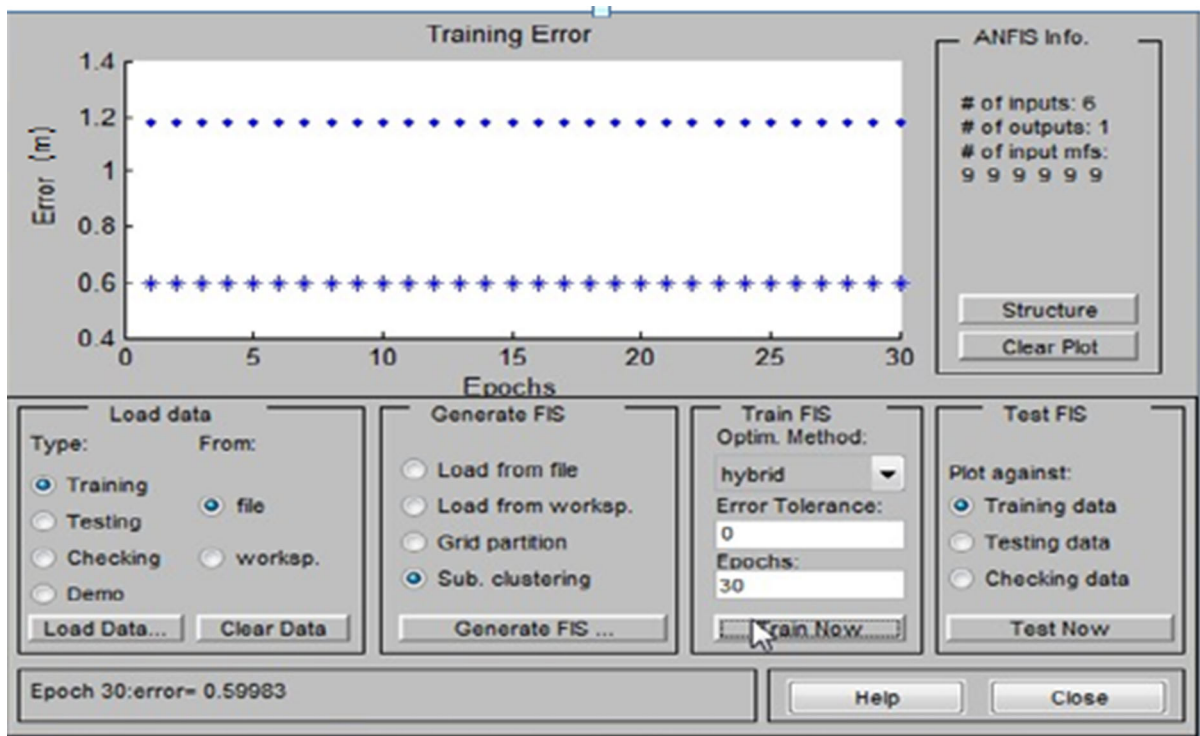 Training Error
1.4
1.2
1
0.8
0.6
0.4
Error (m)
0 5 10 15 20 25 30
Epochs
ANFIS Info.
# of inputs: 6
# of outputs: 1
# of input mfs:
9 9 9 9 9 9
Structure
Clear Plot
Load data
Type: From:
Training
Testing
Checking
Demo
file
worksp.
Load Data... Clear Data
Generate FIS
Load from file
Load from worksp.
Grid partition
Sub. clustering
Generate FIS ...
Train FIS
Optim. Method:
hybrid
Error Tolerance:
0
Epochs:
30
Train Now
Test FIS
Plot against:
Training data
Testing data
Checking data
Test Now
Epoch 30:error= 0.59983
Help Close